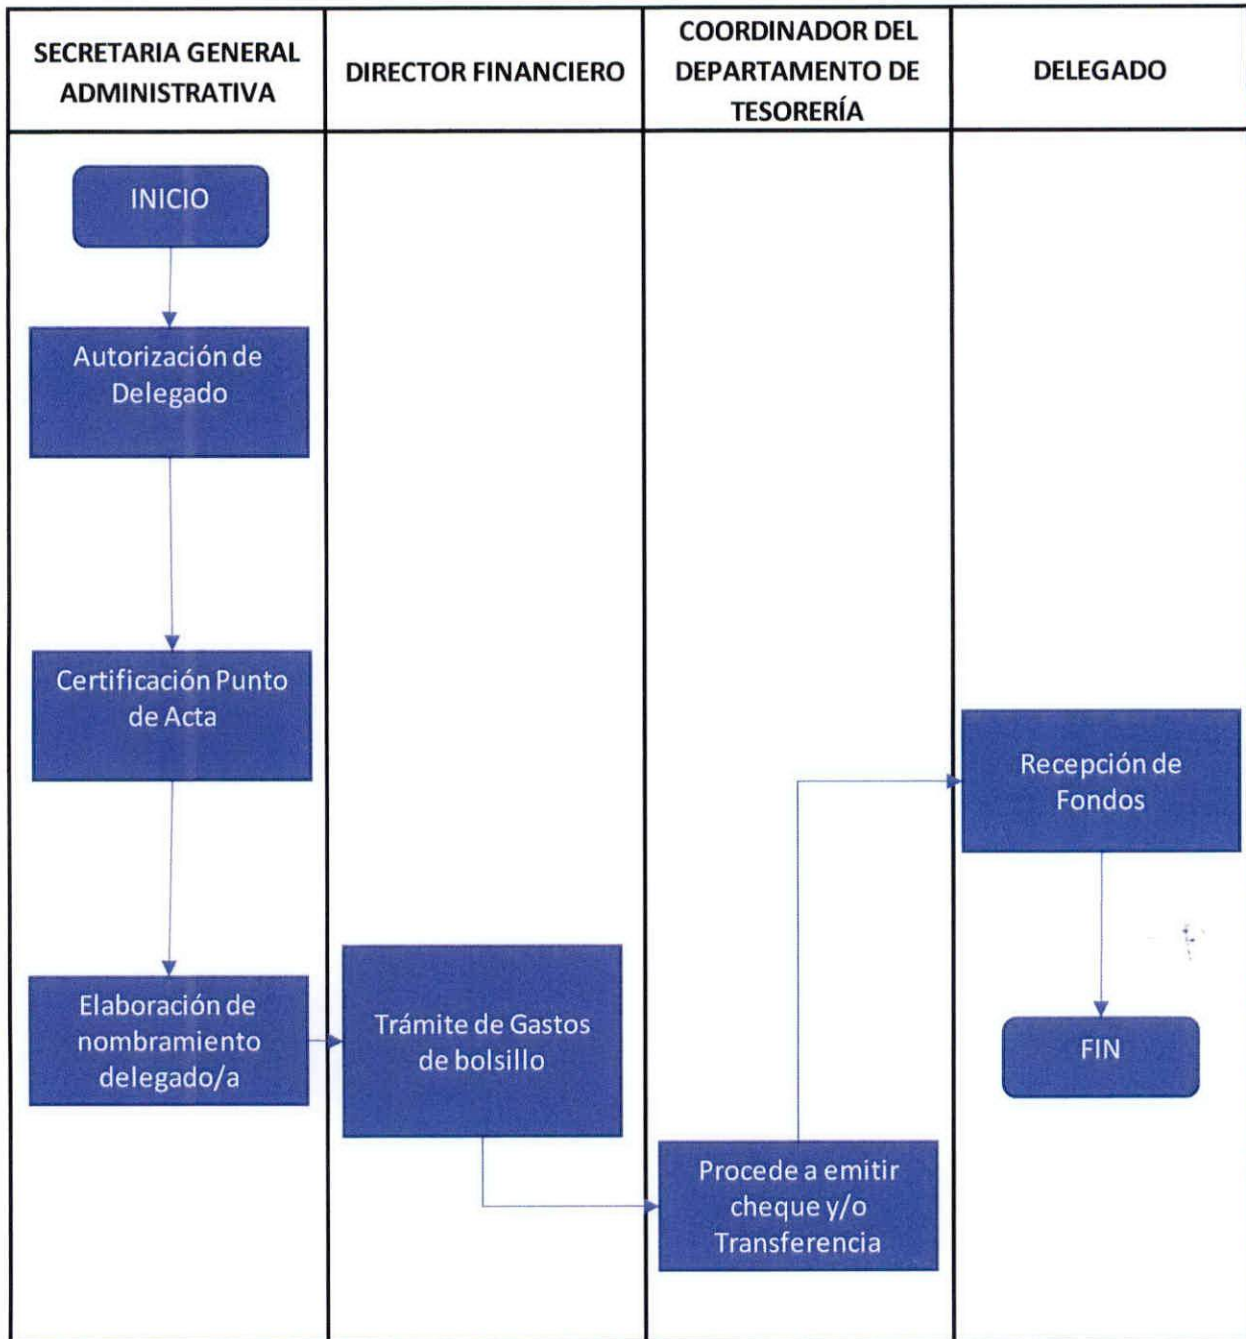 SECRETARIA GENERAL
ADMINISTRATIVA
DIRECTOR FINANCIERO
COORDINADOR DEL
DEPARTAMENTO DE
TESORERÍA
DELEGADO
INICIO
Autorización de
Delegado
Certificación Punto
de Acta
Elaboración de
nombramiento
delegado/a
Trámite de Gastos
de bolsillo
Procede a emitir
cheque y/o
Transferencia
Recepción de
Fondos
FIN